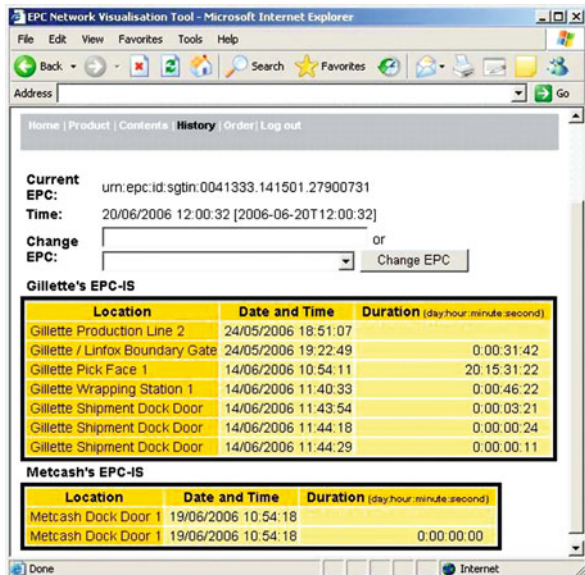 EPC Network Visualisation Tool - Microsoft Internet Explorer
File Edit View Favorites Tools Help
Back Search Favorites
Address Go
Home | Product | Contents | History | Order | Log out
Current EPC: urn:epc:id:sgtin:0041333.141501.27900731
Time: 20/06/2006 12:00:32 [2006-06-20T12:00:32]
Change EPC: or
Change EPC
Gillette's EPC-IS
Location Date and Time Duration (day:hour:minute:second)
Gillette Production Line 2 24/05/2006 18:51:07
Gillette / Linfox Boundary Gate 24/05/2006 19:22:49 0:00:31:42
Gillette Pick Face 1 14/06/2006 10:54:11 20:15:31:22
Gillette Wrapping Station 1 14/06/2006 11:40:33 0:00:46:22
Gillette Shipment Dock Door 14/06/2006 11:43:54 0:00:03:21
Gillette Shipment Dock Door 14/06/2006 11:44:18 0:00:00:24
Gillette Shipment Dock Door 14/06/2006 11:44:29 0:00:00:11
Metcash's EPC-IS
Location Date and Time Duration (day:hour:minute:second)
Metcash Dock Door 1 19/06/2006 10:54:18
Metcash Dock Door 1 19/06/2006 10:54:18 0:00:00:00
Done Internet